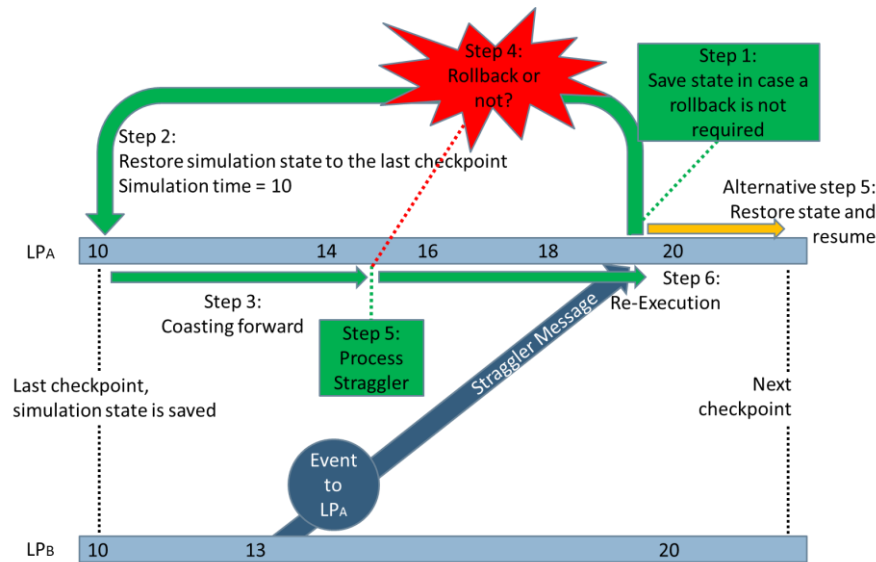 Step 4:
Rollback or
not?
Step 1:
Save state in case a
rollback is not
required
Step 2:
Restore simulation state to the last checkpoint
Simulation time = 10
Alternative step 5:
Restore state and
resume
LPA
10
14
16
18
20
Step 3:
Coasting forward
Step 5:
Process
Straggler
Straggler Message
Step 6:
Re-Execution
Last checkpoint,
simulation state is saved
Next
checkpoint
Event
to
LPA
LPB
10
13
20